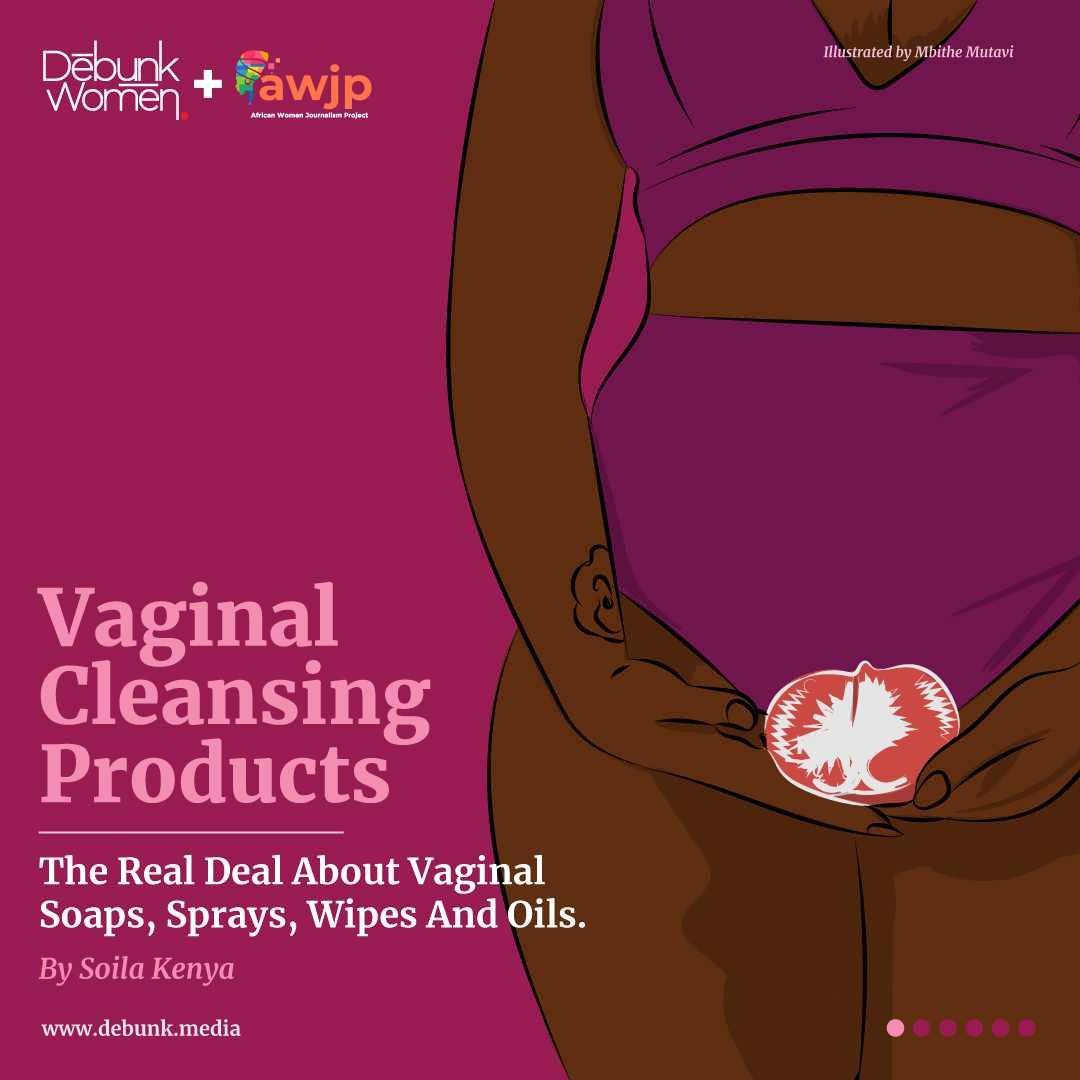 Dēbunk
Women.
+
awjp
African Women Journalism Project
Illustrated by Mbithe Mutavi
Vaginal
Cleansing
Products
The Real Deal About Vaginal
Soaps, Sprays, Wipes And Oils.
By Soila Kenya
www.debunk.media